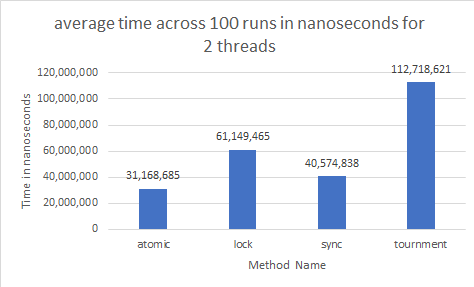 average time across 100 runs in nanoseconds for
2 threads
Time in nanoseconds
120,000,000
100,000,000
80,000,000
60,000,000
40,000,000
20,000,000
0
31,168,685
61,149,465
40,574,838
112,718,621
atomic
lock
sync
tournment
Method Name